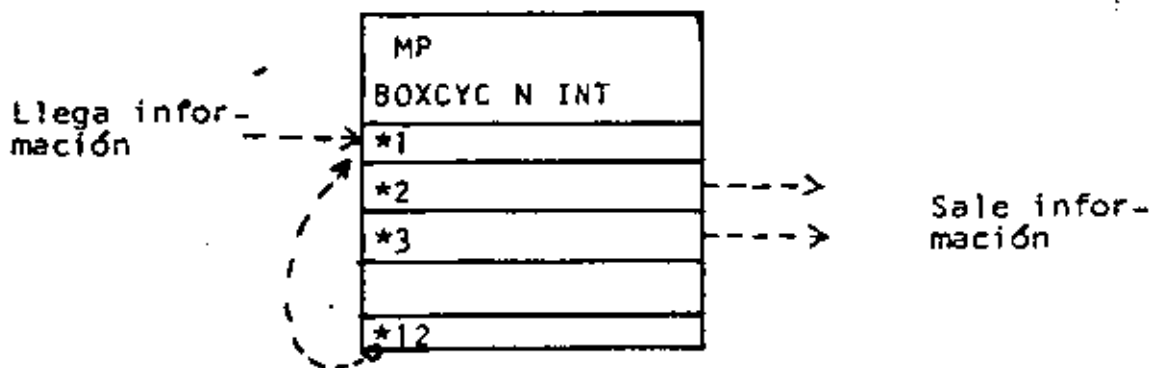 MP
BOXCYC N INT
Llega infor-
mación
*1
*2
*3
*12
Sale infor-
mación